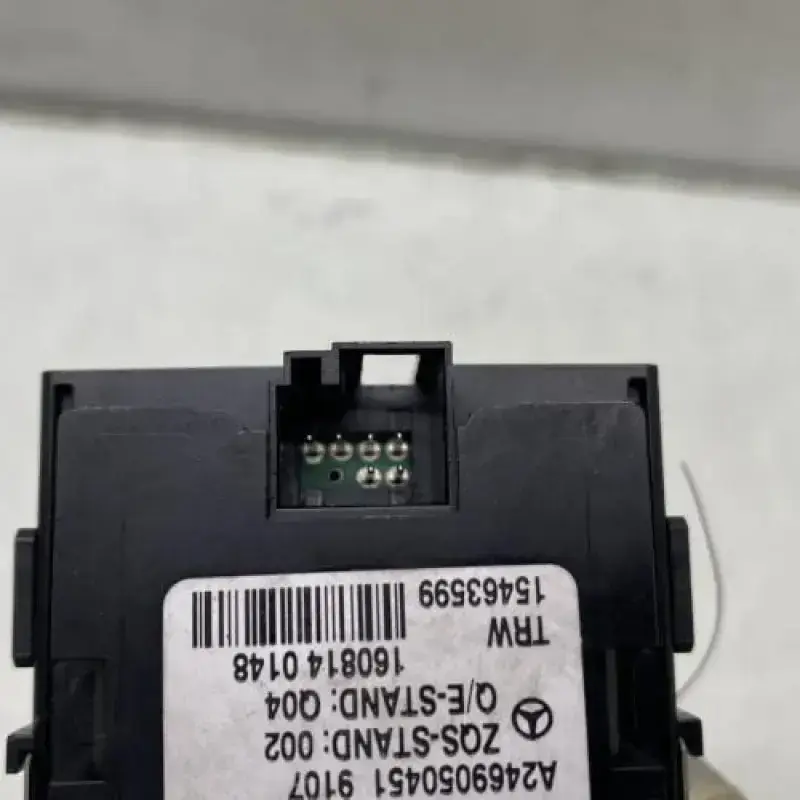 A2469050451 9107
ZQS-STAND: 002
Q/E-STAND: Q04
160814 0148
TRW
15463599